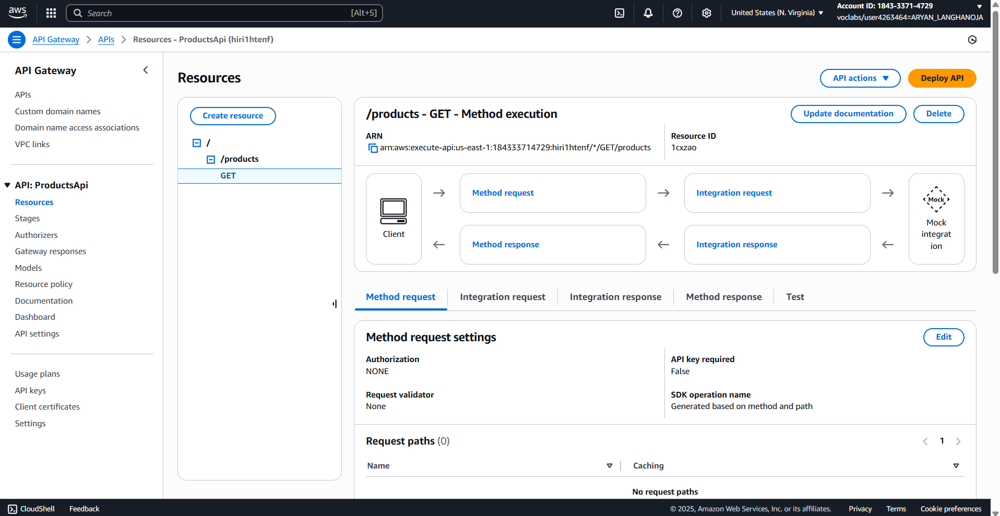 aws
Search
[Alt+S]
United States (N. Virginia)
Account ID: 1843-3371-4729
voclabs/user4263464=ARYAN_LANGHANOJA
API Gateway
APIs
Resources - ProductsApi (hiri1htenf)
API Gateway
APIs
Custom domain names
Domain name access associations
VPC links
API: ProductsApi
Resources
Stages
Authorizers
Gateway responses
Models
Resource policy
Documentation
Dashboard
API settings
Usage plans
API keys
Client certificates
Settings
Resources
API actions
Deploy API
Create resource
/
/products
GET
/products - GET - Method execution
Update documentation
Delete
ARN
arn:aws:execute-api:us-east-1:184333714729:hiri1htenf/*/GET/products
Resource ID
1cxzao
Client
Method request
Integration request
Method response
Integration response
Mock
Mock
integrat
ion
Method request
Integration request
Integration response
Method response
Test
Method request settings
Edit
Authorization
NONE
API key required
False
Request validator
None
SDK operation name
Generated based on method and path
Request paths (0)
1
Name
Caching
No request paths
CloudShell
Feedback
© 2025, Amazon Web Services, Inc. or its affiliates.
Privacy
Terms
Cookie preferences